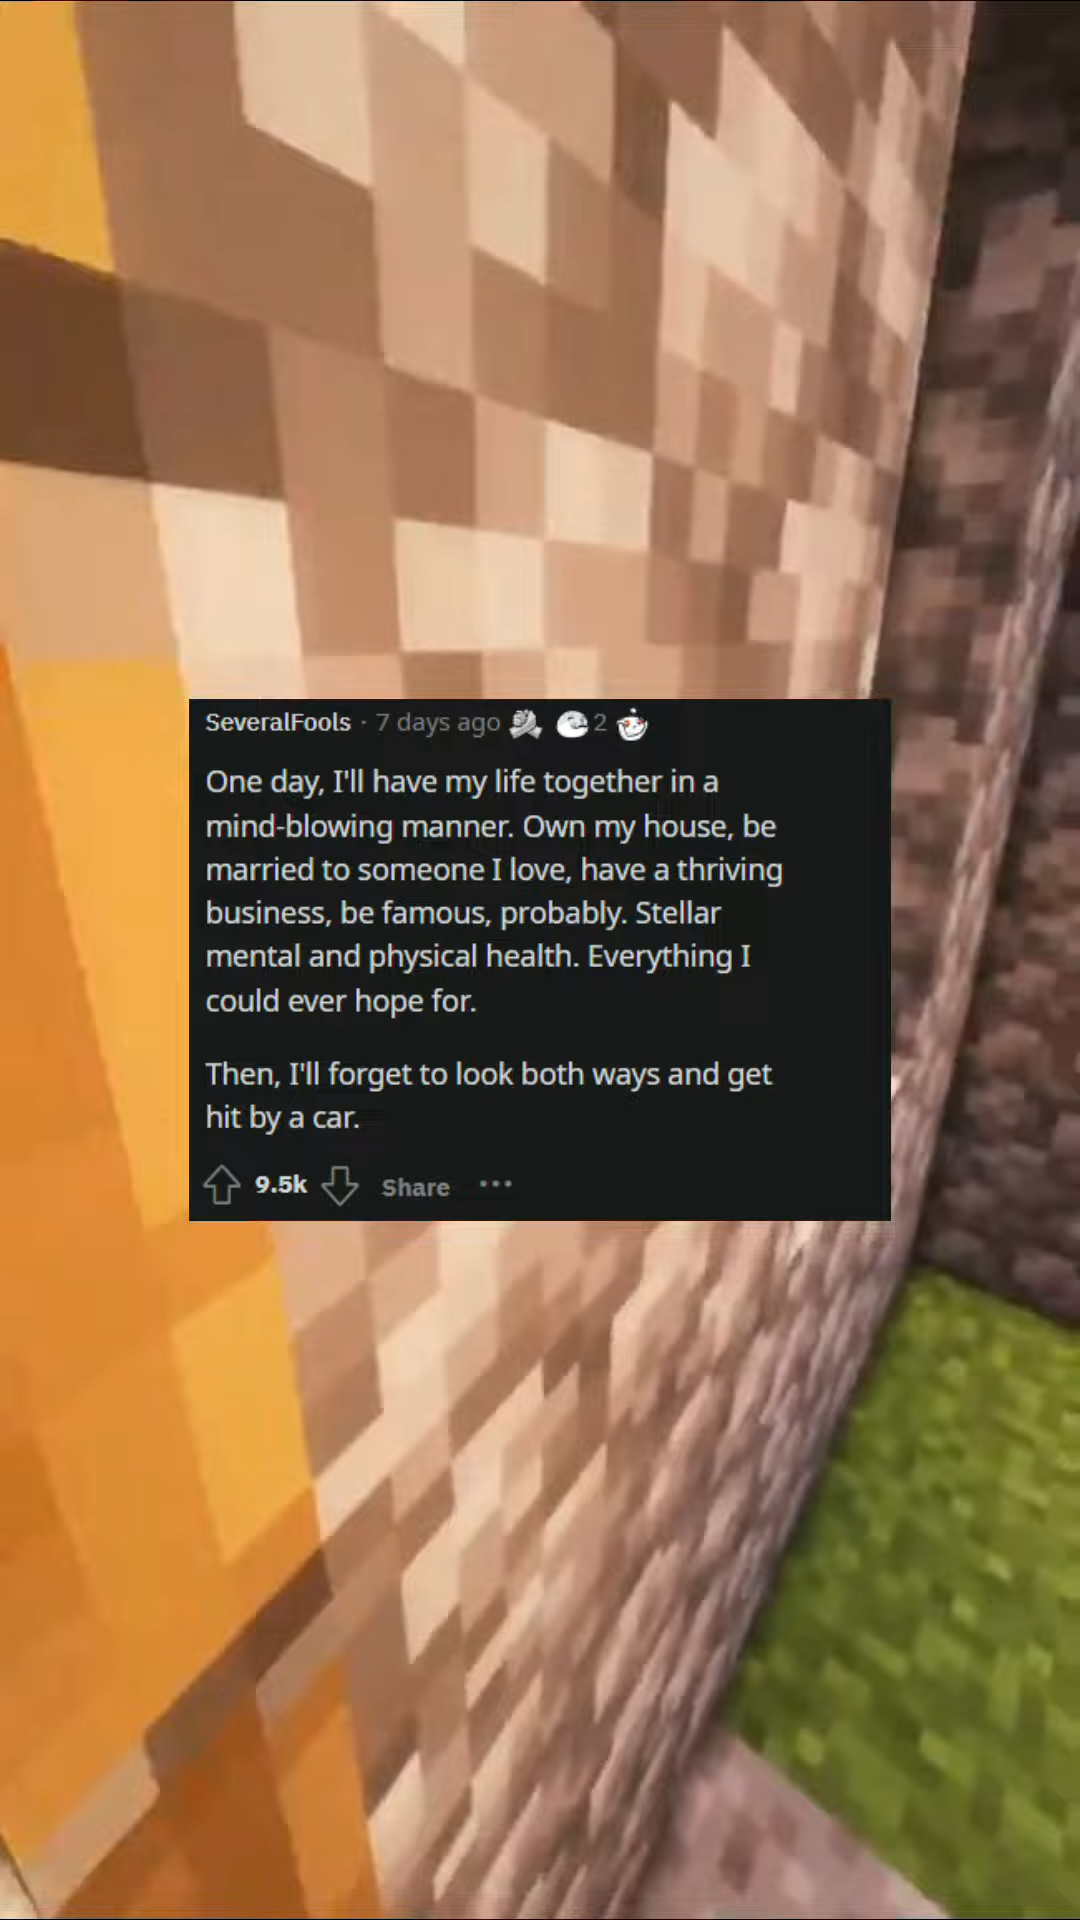 SeveralFools · 7 days ago 2
One day, I'll have my life together in a
mind-blowing manner. Own my house, be
married to someone I love, have a thriving
business, be famous, probably. Stellar
mental and physical health. Everything I
could ever hope for.
Then, I'll forget to look both ways and get
hit by a car.
9.5k Share ···